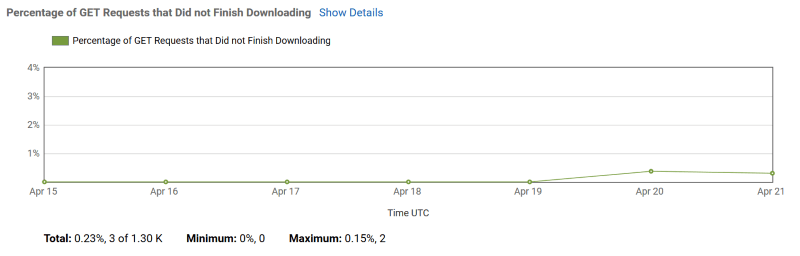 Percentage of GET Requests that Did not Finish Downloading Show Details
Percentage of GET Requests that Did not Finish Downloading
4%
3%
2%
1%
Apr 15 Apr 16 Apr 17 Apr 18 Apr 19 Apr 20 Apr 21
Time UTC
Total: 0.23%, 3 of 1.30 K Minimum: 0%, 0 Maximum: 0.15%, 2